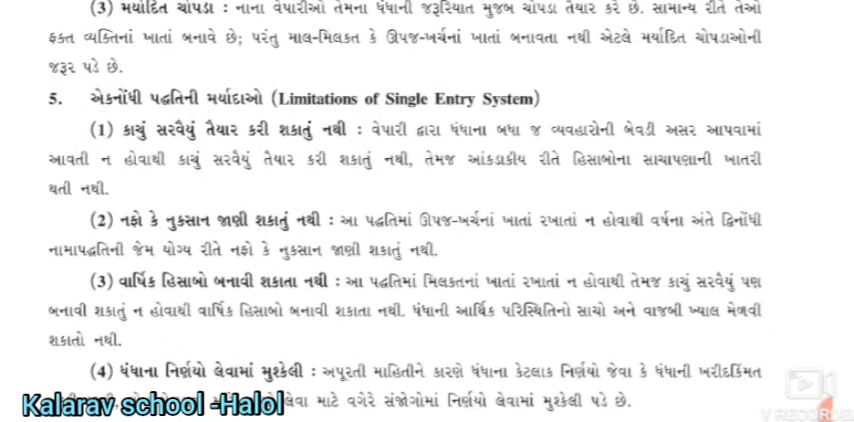 (3) મર્યાદિત ચોપડા : નાના વેપારીઓ તેમના ધંધાની જરૂરિયાત મુજબ ચોપડા તૈયાર કરે છે. સામાન્ય રીતે તેઓ
ફક્ત વ્યક્તિનાં ખાતાં બનાવે છે; પરંતુ માલ-મિલકત કે ઊપજ-ખર્ચનાં ખાતાં બનાવતા નથી એટલે મર્યાદિત ચોપડાઓની
જરૂર પડે છે.
5. એકનોંધી પદ્ધતિની મર્યાદાઓ (Limitations of Single Entry System)
(1) કાચું સરવૈયું તૈયાર કરી શકાતું નથી : વેપારી દ્વારા ધંધાના બધા જ વ્યવહારોની બેવડી અસર આપવામાં
આવતી ન હોવાથી કાચું સરવૈયું તૈયાર કરી શકાતું નથી, તેમજ આંકડાકીય રીતે હિસાબોના સાચાપણાની ખાતરી
થતી નથી.
(2) નફો કે નુકસાન જાણી શકાતું નથી : આ પદ્ધતિમાં ઊપજ-ખર્ચનાં ખાતાં રખાતાં ન હોવાથી વર્ષના અંતે દ્વિનોંધી
નામાપદ્ધતિની જેમ યોગ્ય રીતે નફો કે નુકસાન જાણી શકાતું નથી.
(3) વાર્ષિક હિસાબો બનાવી શકાતા નથી : આ પદ્ધતિમાં મિલકતનાં ખાતાં રખાતાં ન હોવાથી તેમજ કાચું સરવૈયું પણ
બનાવી શકાતું ન હોવાથી વાર્ષિક હિસાબો બનાવી શકાતા નથી. ધંધાની આર્થિક પરિસ્થિતિનો સાચો અને વાજબી ખ્યાલ મેળવી
શકાતો નથી.
(4) ધંધાના નિર્ણયો લેવામાં મુશ્કેલી : અપૂરતી માહિતીને કારણે ધંધાના કેટલાક નિર્ણયો જેવા કે ધંધાની ખરીદકિંમત
લેવા માટે વગેરે સંજોગોમાં નિર્ણયો લેવામાં મુશ્કેલી પડે છે.
Kalarav school -Halol
V RECORDER